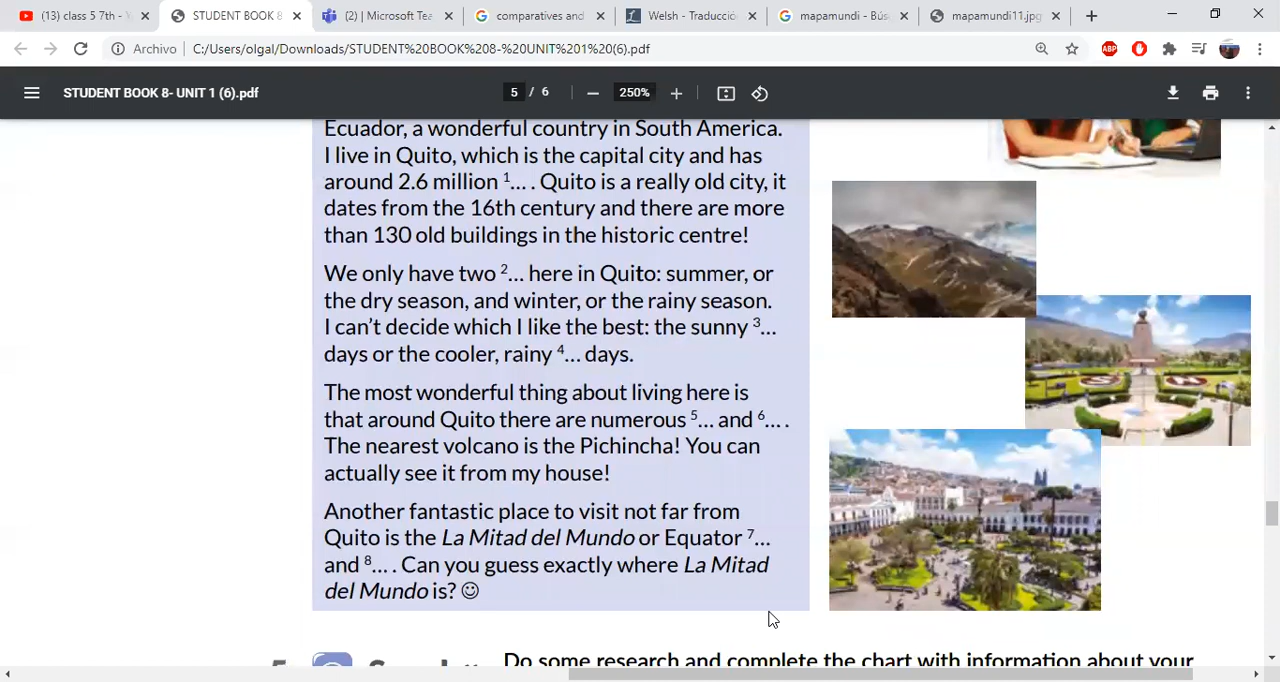 (13) class 5 7th -
STUDENT BOOK 8
(2) | Microsoft Tea
comparatives and
Welsh - Traducció
mapamundi - Bús
mapamundi11.jpg
Archivo
C:/Users/olgal/Downloads/STUDENT%20BOOK%208-%20UNIT%201%20(6).pdf
ABP
STUDENT BOOK 8- UNIT 1 (6).pdf
5 / 6
250%
Ecuador, a wonderful country in South America.
I live in Quito, which is the capital city and has
around 2.6 million ¹… . Quito is a really old city, it
dates from the 16th century and there are more
than 130 old buildings in the historic centre!
We only have two ²… here in Quito: summer, or
the dry season, and winter, or the rainy season.
I can't decide which I like the best: the sunny ³…
days or the cooler, rainy ⁴… days.
The most wonderful thing about living here is
that around Quito there are numerous ⁵… and ⁶… .
The nearest volcano is the Pichincha! You can
actually see it from my house!
Another fantastic place to visit not far from
Quito is the La Mitad del Mundo or Equator ⁷…
and ⁸… . Can you guess exactly where La Mitad
del Mundo is? ☺
Do some research and complete the chart with information about your